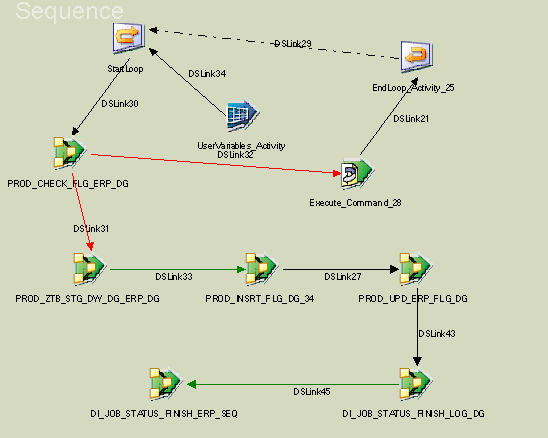 Sequence
DSLink29
StartLoop
DSLink34
EndLoop_Activity_25
DSLink30
DSLink21
UserVariables_Activity
DSLink32
PROD_CHECK_FLG_ERP_DG
Execute_Command_28
DSLink31
DSLink33
DSLink27
PROD_ZTB_STG_DW_DG_ERP_DG
PROD_INSRT_FLG_DG_34
PROD_UPD_ERP_FLG_DG
DSLink43
DSLink45
DI_JOB_STATUS_FINISH_ERP_SEQ
DI_JOB_STATUS_FINISH_LOG_DG